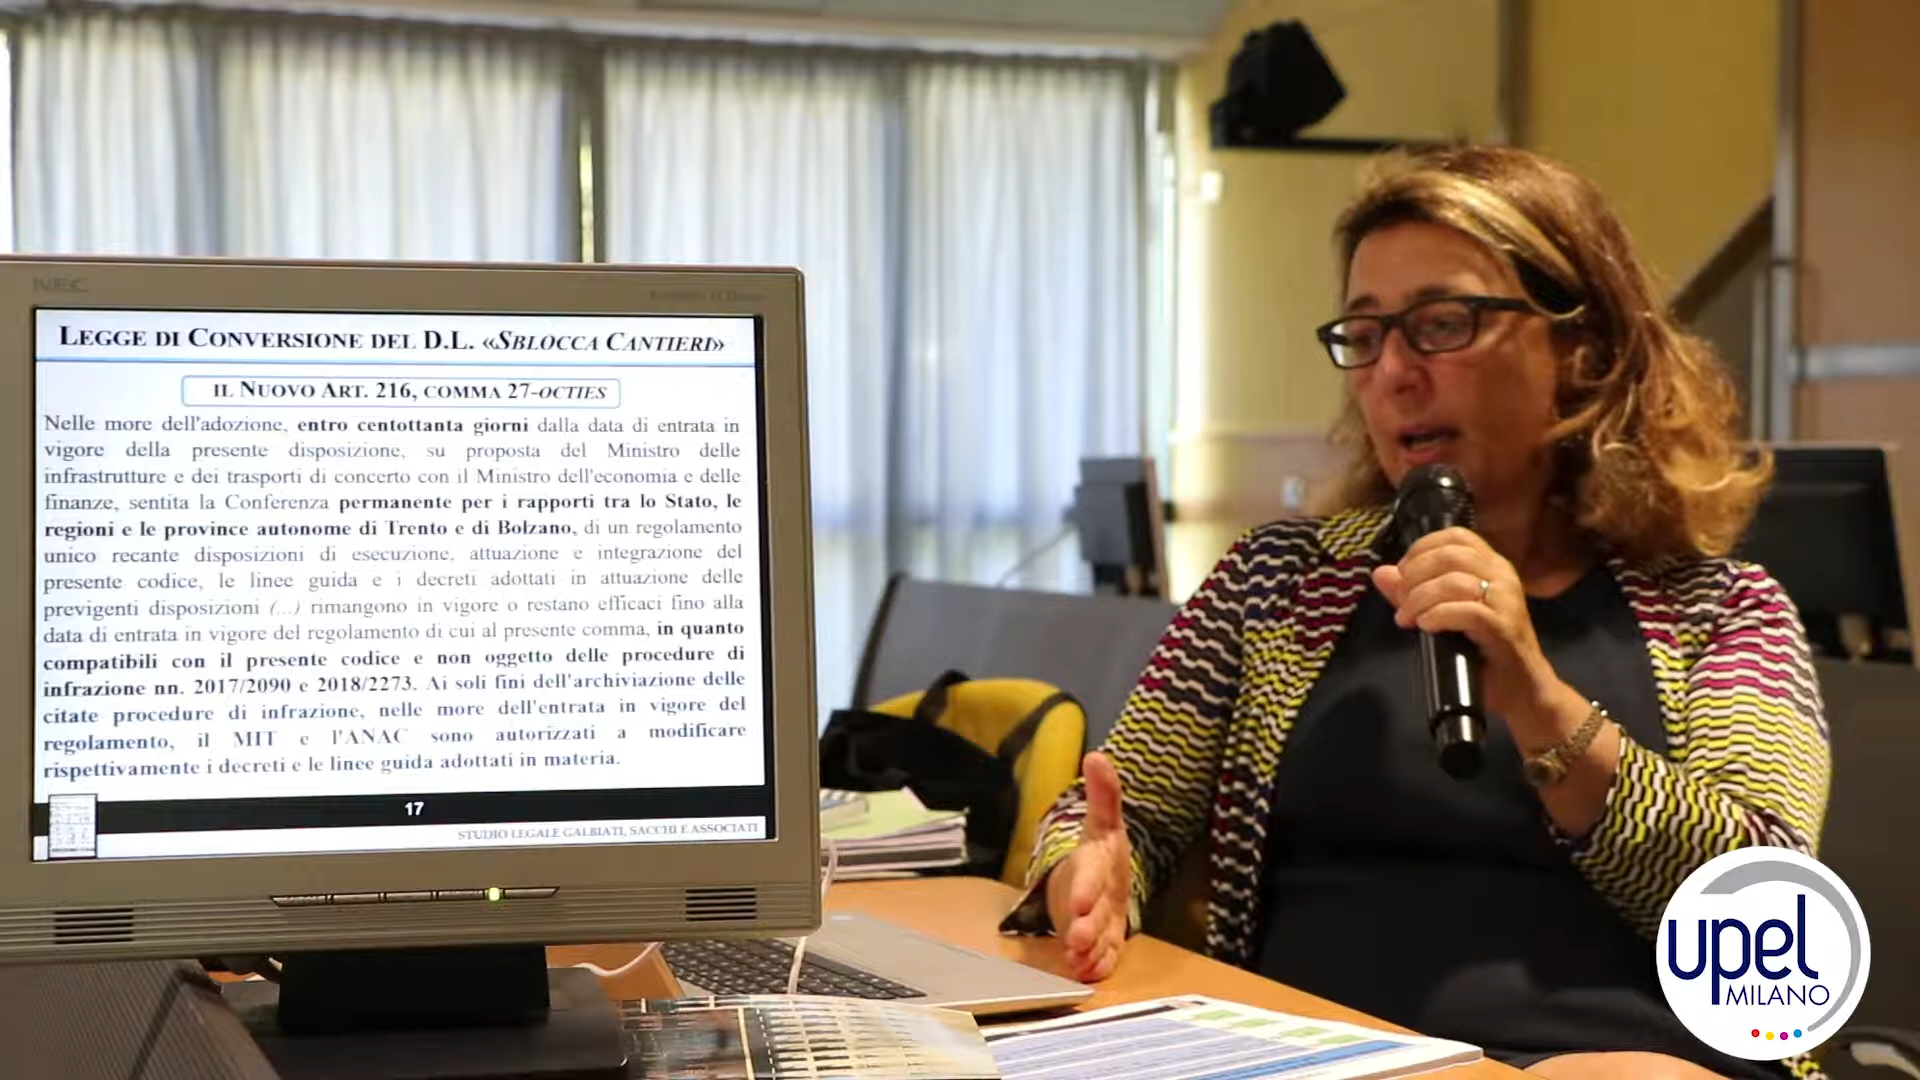 NEC
LEGGE DI CONVERSIONE DEL D.L. «SBLOCCA CANTIERI»
IL NUOVO ART. 216, COMMA 27-OCTIES
Nelle more dell'adozione, entro centottanta giorni dalla data di entrata in
vigore della presente disposizione, su proposta del Ministro delle
infrastrutture e dei trasporti di concerto con il Ministro dell'economia e delle
finanze, sentita la Conferenza permanente per i rapporti tra lo Stato, le
regioni e le province autonome di Trento e di Bolzano, di un regolamento
unico recante disposizioni di esecuzione, attuazione e integrazione del
presente codice, le linee guida e i decreti adottati in attuazione delle
previgenti disposizioni (...) rimangono in vigore o restano efficaci fino alla
data di entrata in vigore del regolamento di cui al presente comma, in quanto
compatibili con il presente codice e non oggetto delle procedure di
infrazione nn. 2017/2090 e 2018/2273. Ai soli fini dell'archiviazione delle
citate procedure di infrazione, nelle more dell'entrata in vigore del
regolamento, il MIT e l'ANAC sono autorizzati a modificare
rispettivamente i decreti e le linee guida adottati in materia.
17
STUDIO LEGALE GALBIATI, SACCHI E ASSOCIATI
upel
MILANO